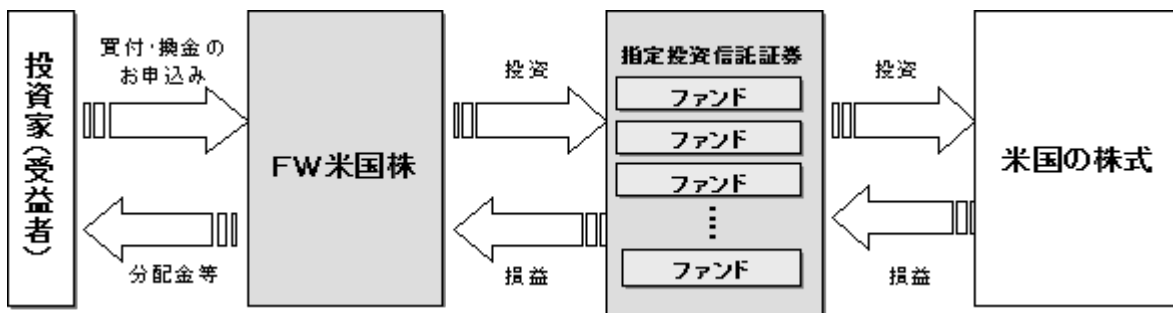 投資家(受益者)
買付・換金の
お申込み
分配金等
FW米国株
投資
損益
指定投資信託証券
ファンド
ファンド
ファンド
ファンド
投資
損益
米国の株式